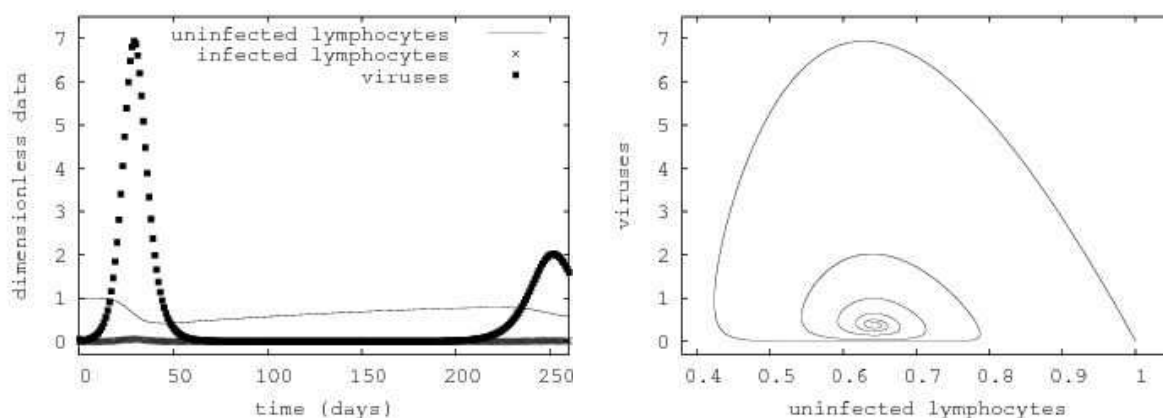 7
6
5
4
3
2
1
0
dimensionless data
uninfected lymphocytes
infected lymphocytes
viruses
0 50 100 150 200 250
time (days)
7
6
5
4
3
2
1
0
viruses
0.4 0.5 0.6 0.7 0.8 0.9 1
uninfected lymphocytes